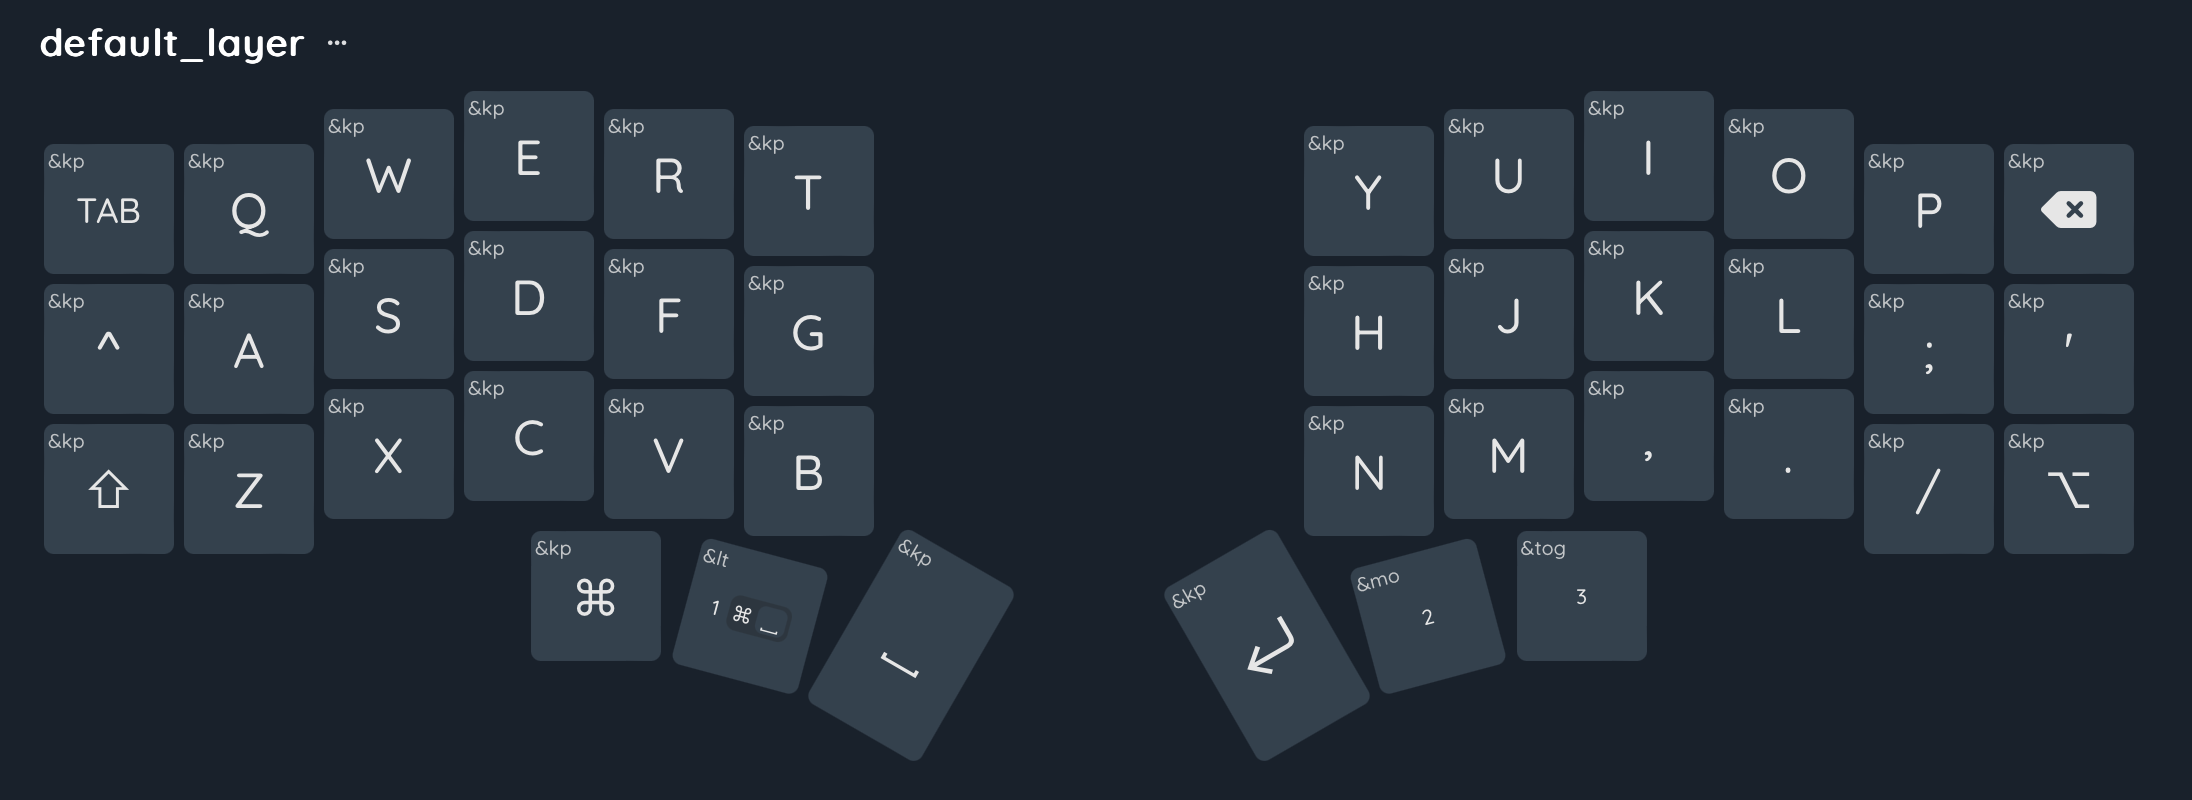 default_layer ...
&kp TAB &kp Q &kp W &kp E &kp R &kp T &kp Y &kp U &kp I &kp O &kp P &kp ⌫
&kp ^ &kp A &kp S &kp D &kp F &kp G &kp H &kp J &kp K &kp L &kp ; &kp '
&kp ⇧ &kp Z &kp X &kp C &kp V &kp B &kp N &kp M &kp , &kp . &kp / &kp ⌥
&kp ⌘ &lt 1 ⌘ ⎵ &kp ⎵ &kp ↵ &mo 2 &tog 3